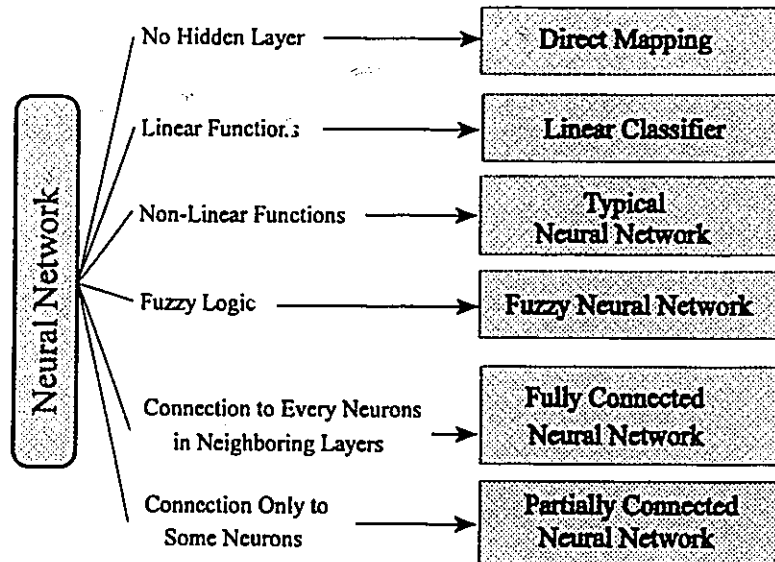 Neural Network
No Hidden Layer
Direct Mapping
Linear Functions
Linear Classifier
Non-Linear Functions
Typical
Neural Network
Fuzzy Logic
Fuzzy Neural Network
Connection to Every Neurons
in Neighboring Layers
Fully Connected
Neural Network
Connection Only to
Some Neurons
Partially Connected
Neural Network